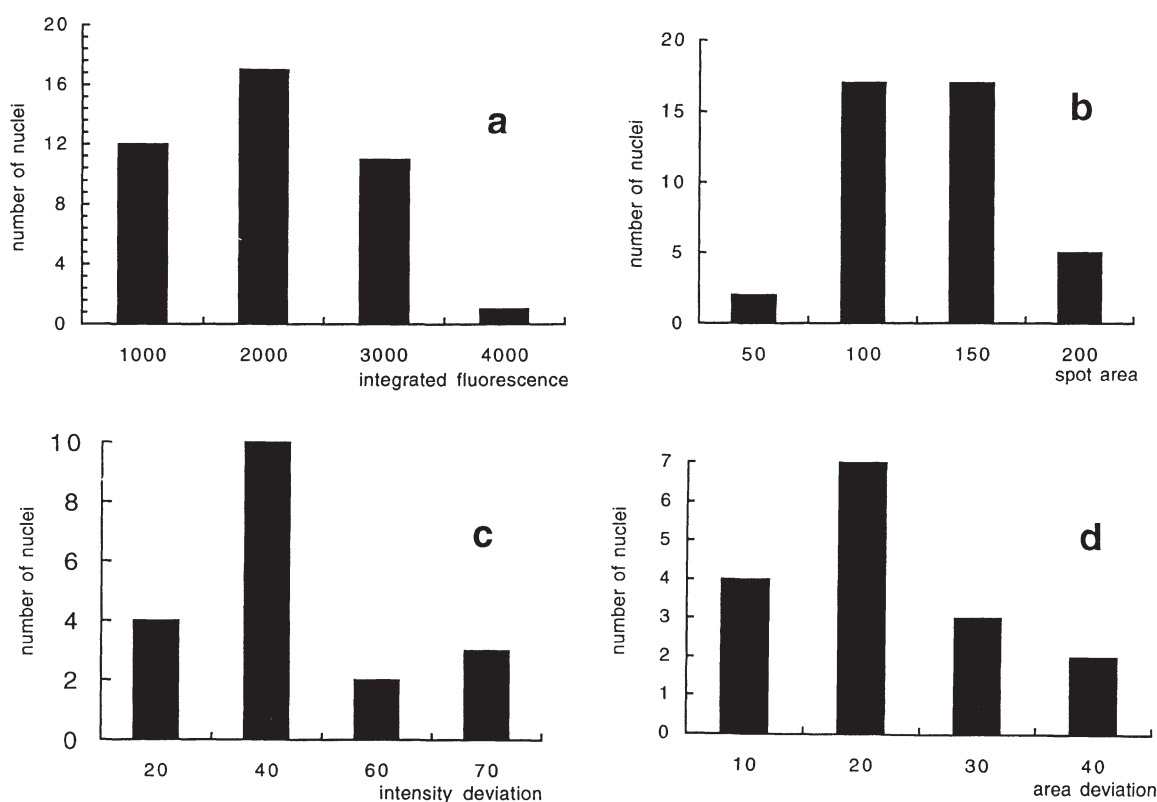 20
16
12
8
4
0
number of nuclei
a
1000 2000 3000 4000
integrated fluorescence
20
15
10
5
0
number of nuclei
b
50 100 150 200
spot area
10
8
6
4
2
0
number of nuclei
c
20 40 60 70
intensity deviation
7
6
5
4
3
2
1
0
number of nuclei
d
10 20 30 40
area deviation